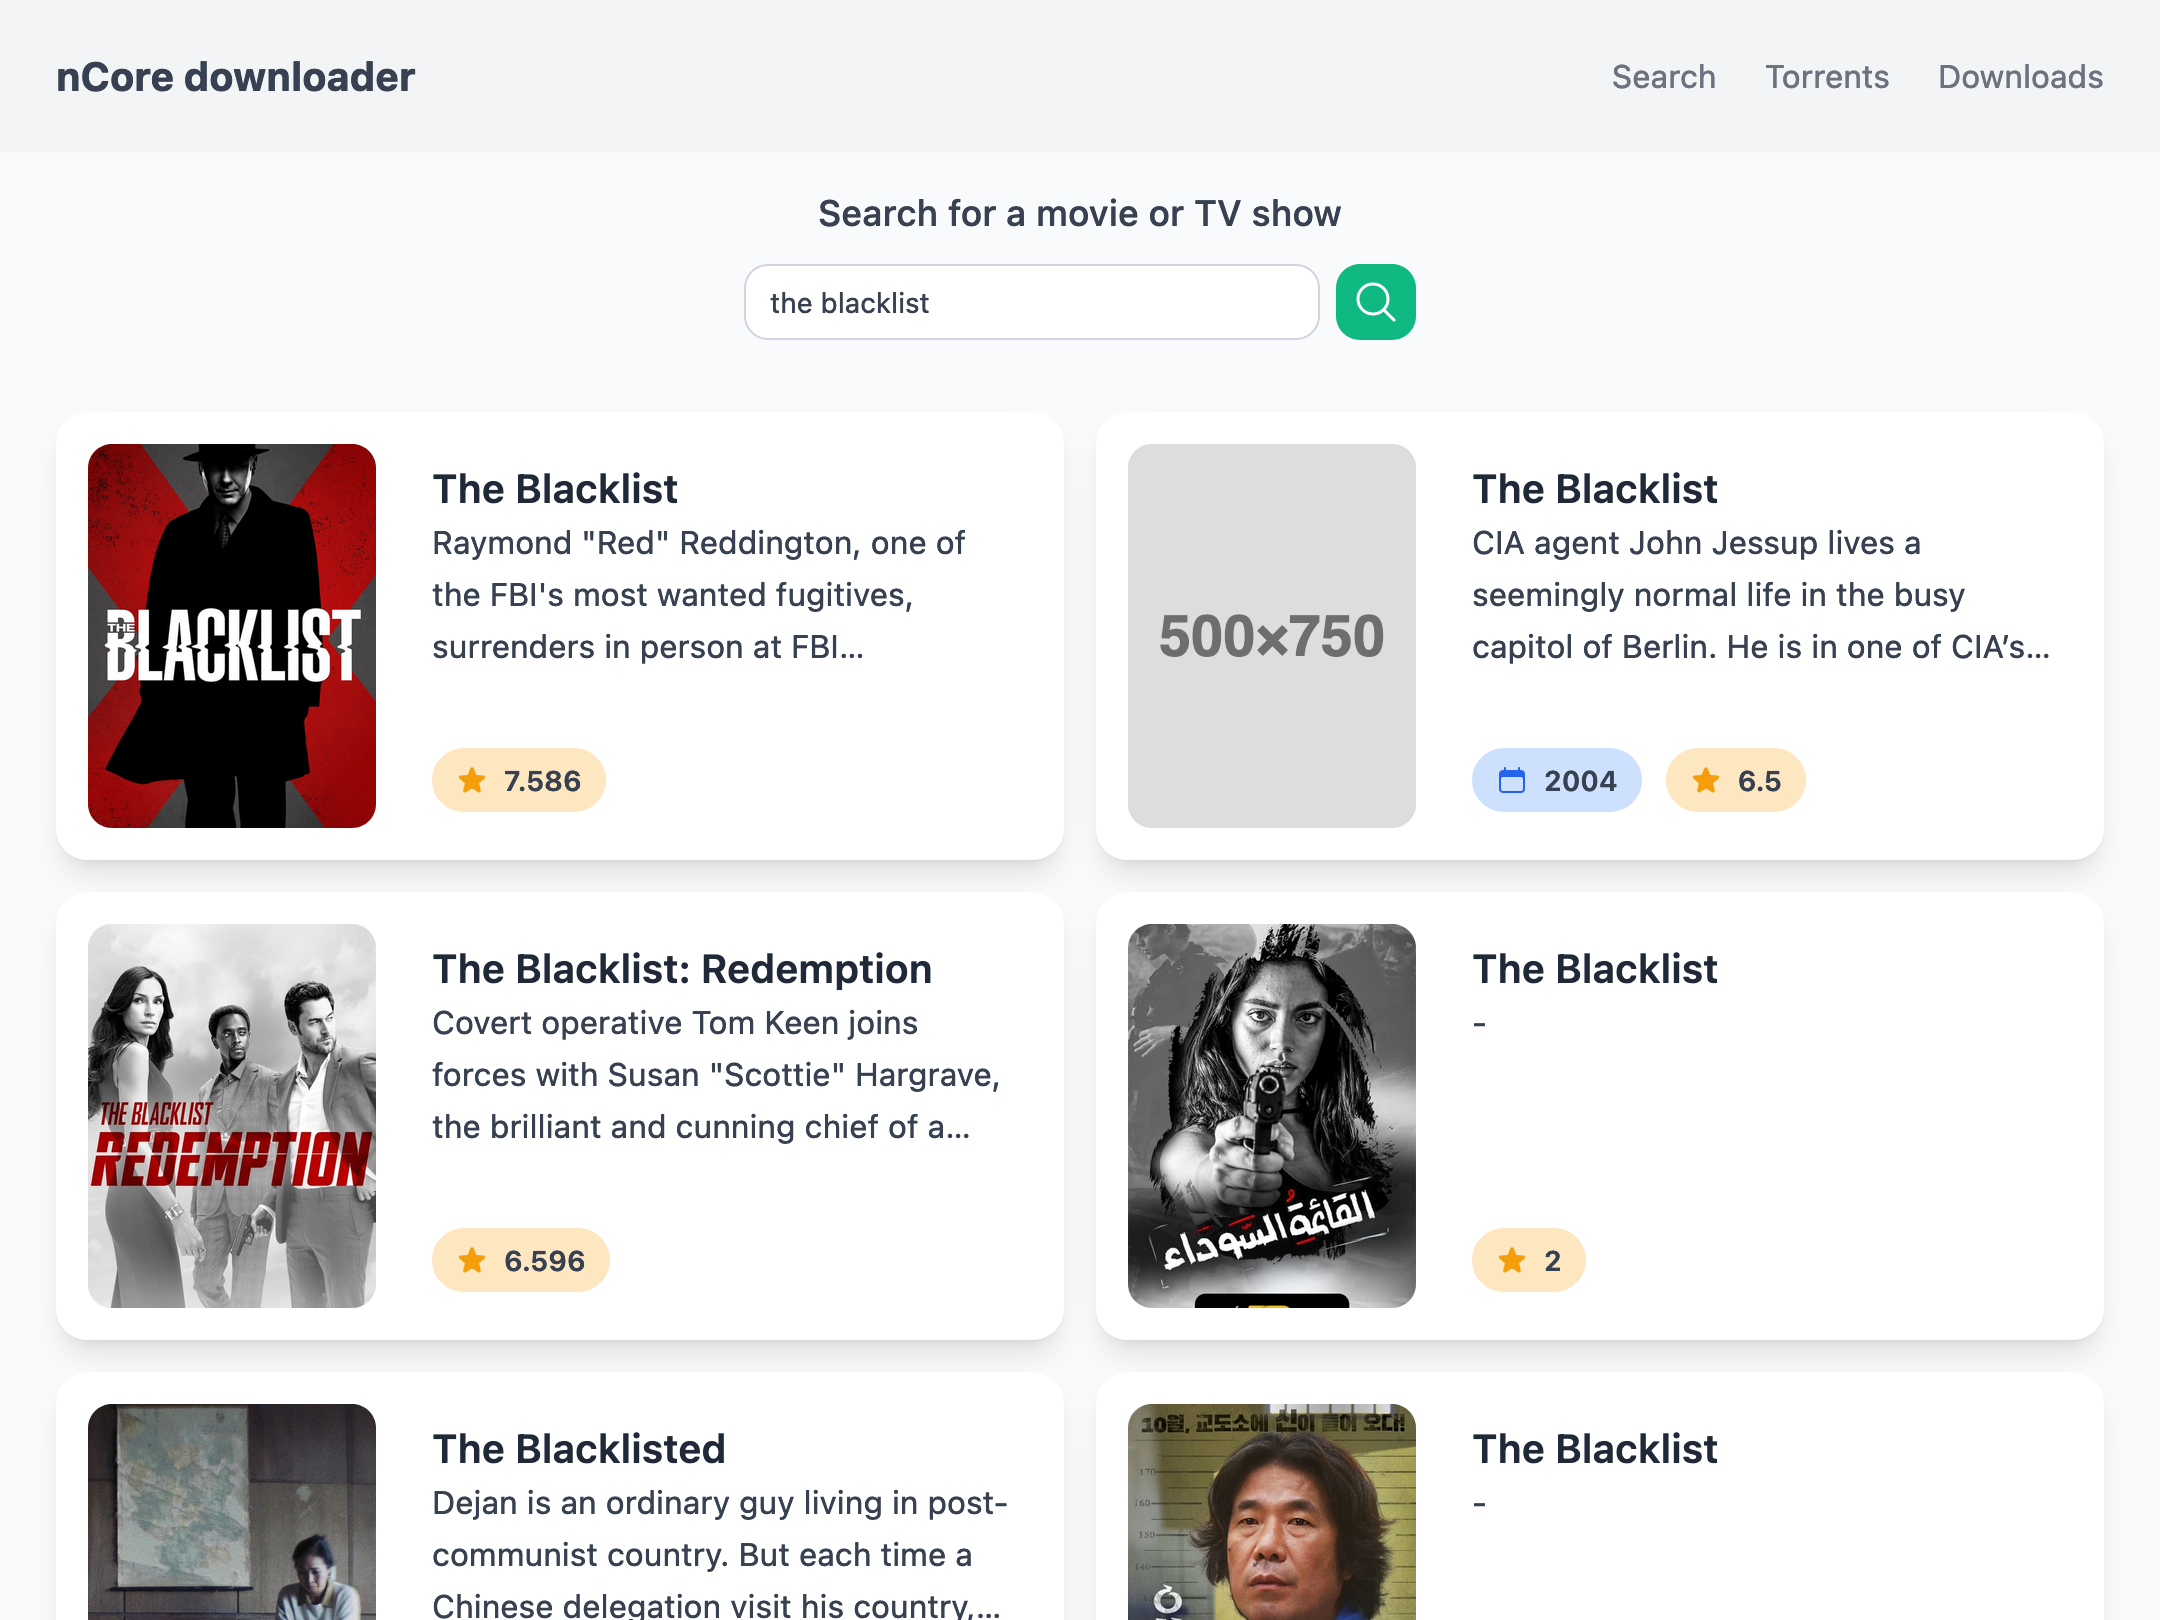 nCore downloader
Search
Torrents
Downloads
Search for a movie or TV show
the blacklist
THE
BLACKLIST
The Blacklist
Raymond "Red" Reddington, one of
the FBI's most wanted fugitives,
surrenders in person at FBI...
7.586
500×750
The Blacklist
CIA agent John Jessup lives a
seemingly normal life in the busy
capitol of Berlin. He is in one of CIA’s...
2004
6.5
THE BLACKLIST
REDEMPTION
The Blacklist: Redemption
Covert operative Tom Keen joins
forces with Susan "Scottie" Hargrave,
the brilliant and cunning chief of a...
6.596
القائمة السوداء
The Blacklist
-
2
The Blacklisted
Dejan is an ordinary guy living in post-
communist country. But each time a
Chinese delegation visit his country,...
10월, 교도소에 신이 들어 오다!
170
160
150
140
The Blacklist
-